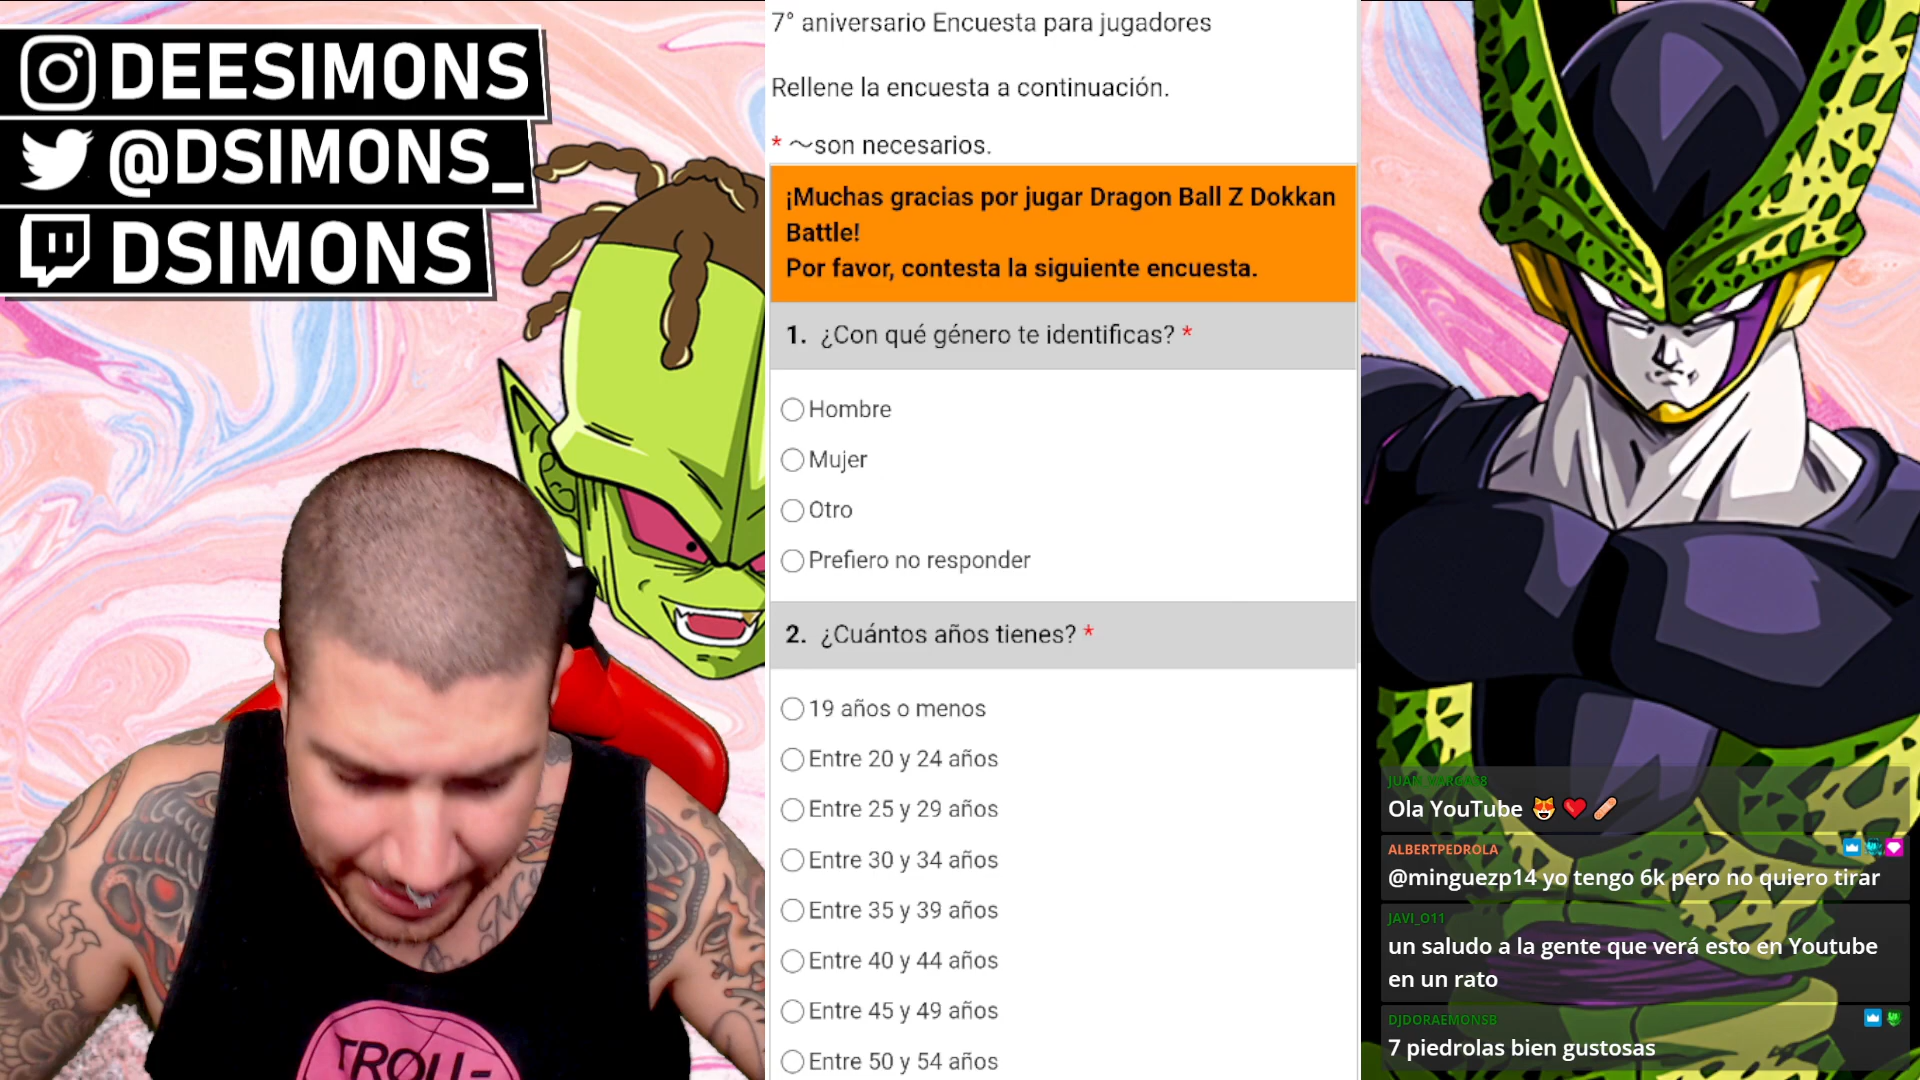 DEESIMONS
@DSIMONS_
DSIMONS
7° aniversario Encuesta para jugadores
Rellene la encuesta a continuación.
* ～son necesarios.
¡Muchas gracias por jugar Dragon Ball Z Dokkan
Battle!
Por favor, contesta la siguiente encuesta.
1. ¿Con qué género te identificas? *
Hombre
Mujer
Otro
Prefiero no responder
2. ¿Cuántos años tienes? *
19 años o menos
Entre 20 y 24 años
Entre 25 y 29 años
Entre 30 y 34 años
Entre 35 y 39 años
Entre 40 y 44 años
Entre 45 y 49 años
Entre 50 y 54 años
TROLL-
Ola YouTube 😻❤️🩹
ALBERTPEDROLA
@minguezp14 yo tengo 6k pero no quiero tirar
JAVI_O11
un saludo a la gente que verá esto en Youtube
en un rato
DJDORAEMONSB
7 piedrolas bien gustosas